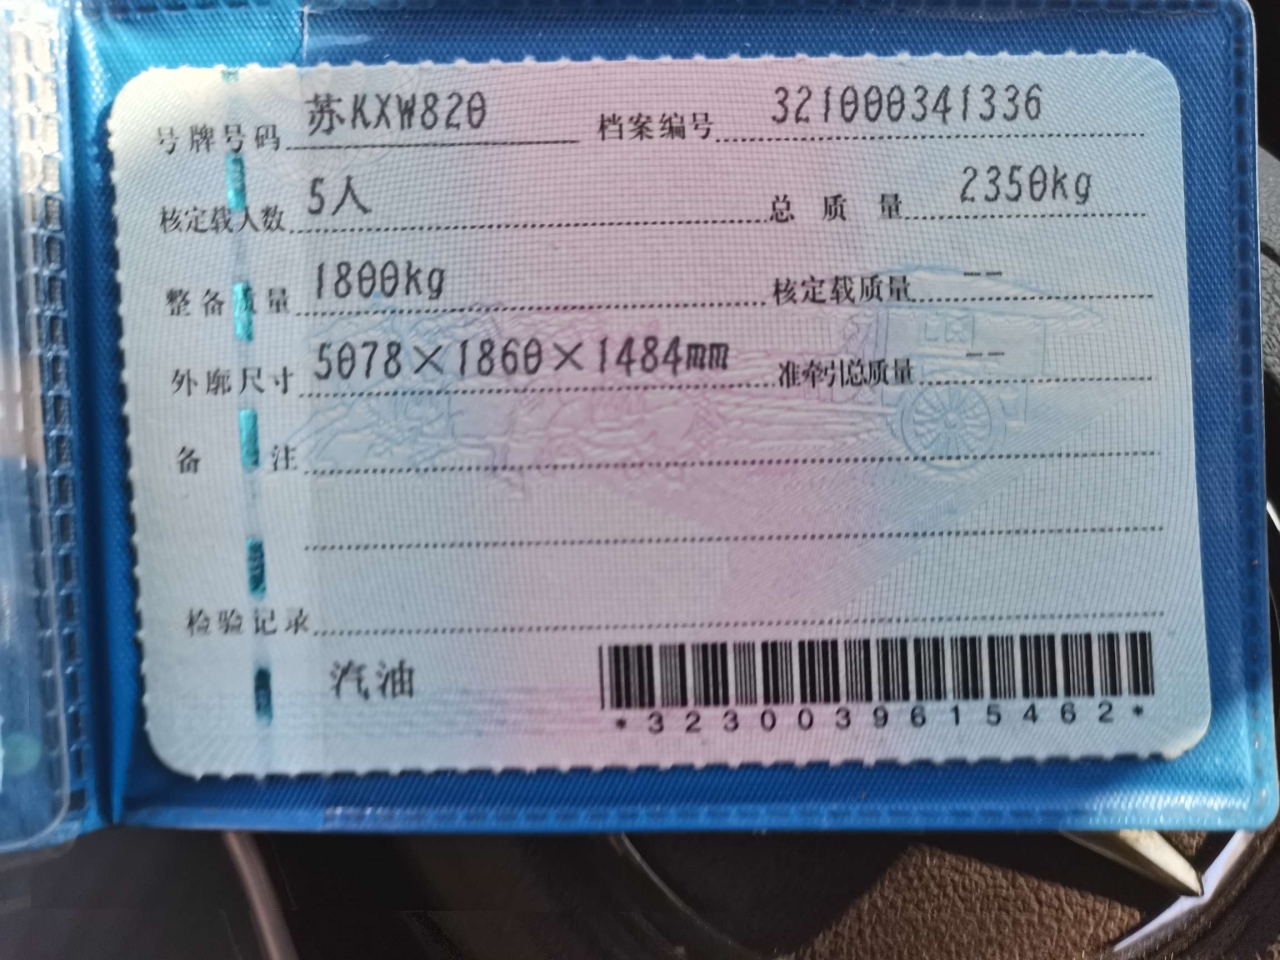 号牌号码 苏KXW820 档案编号 321000341336
核定载人数 5人 总质量 2350kg
整备质量 1800kg 核定载质量 --
外廓尺寸 5078×1860×1484mm 准牵引总质量 --
备注
检验记录
汽油
*3230039615462*